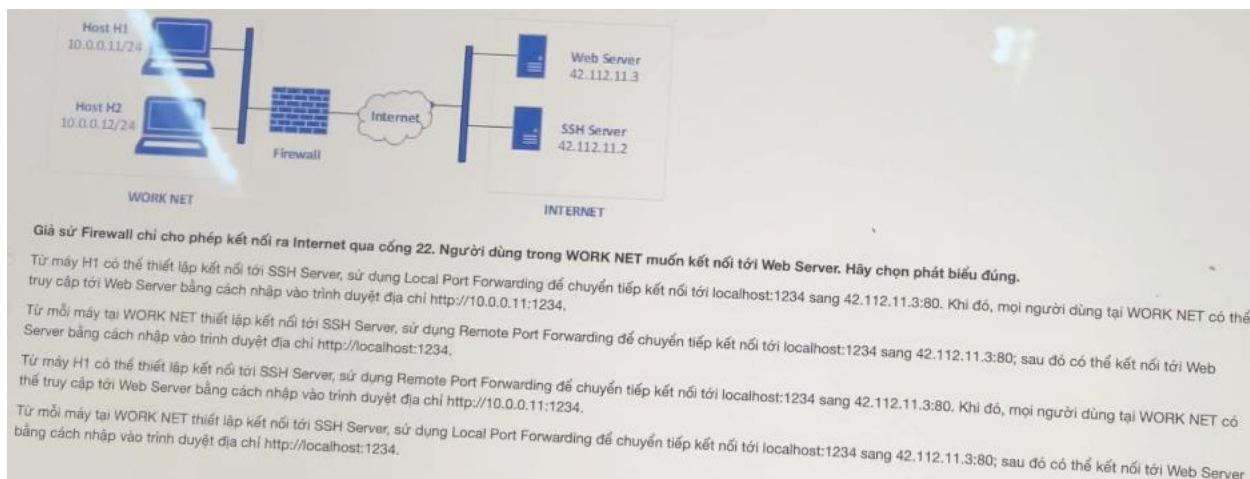 Host H1
10.0.0.11/24
Host H2
10.0.0.12/24
Firewall
Internet
Web Server
42.112.11.3
SSH Server
42.112.11.2
WORK NET
INTERNET
Giả sử Firewall chỉ cho phép kết nối ra Internet qua cổng 22. Người dùng trong WORK NET muốn kết nối tới Web Server. Hãy chọn phát biểu đúng.
Từ máy H1 có thể thiết lập kết nối tới SSH Server, sử dụng Local Port Forwarding để chuyển tiếp kết nối tới localhost:1234 sang 42.112.11.3:80. Khi đó, mọi người dùng tại WORK NET có thể
truy cập tới Web Server bằng cách nhập vào trình duyệt địa chỉ http://10.0.0.11:1234.
Từ mỗi máy tại WORK NET thiết lập kết nối tới SSH Server, sử dụng Remote Port Forwarding để chuyển tiếp kết nối tới localhost:1234 sang 42.112.11.3:80; sau đó có thể kết nối tới Web
Server bằng cách nhập vào trình duyệt địa chỉ http://localhost:1234.
Từ máy H1 có thể thiết lập kết nối tới SSH Server, sử dụng Remote Port Forwarding để chuyển tiếp kết nối tới localhost:1234 sang 42.112.11.3:80. Khi đó, mọi người dùng tại WORK NET có
thể truy cập tới Web Server bằng cách nhập vào trình duyệt địa chỉ http://10.0.0.11:1234.
Từ mỗi máy tại WORK NET thiết lập kết nối tới SSH Server, sử dụng Local Port Forwarding để chuyển tiếp kết nối tới localhost:1234 sang 42.112.11.3:80; sau đó có thể kết nối tới Web Server
bằng cách nhập vào trình duyệt địa chỉ http://localhost:1234.